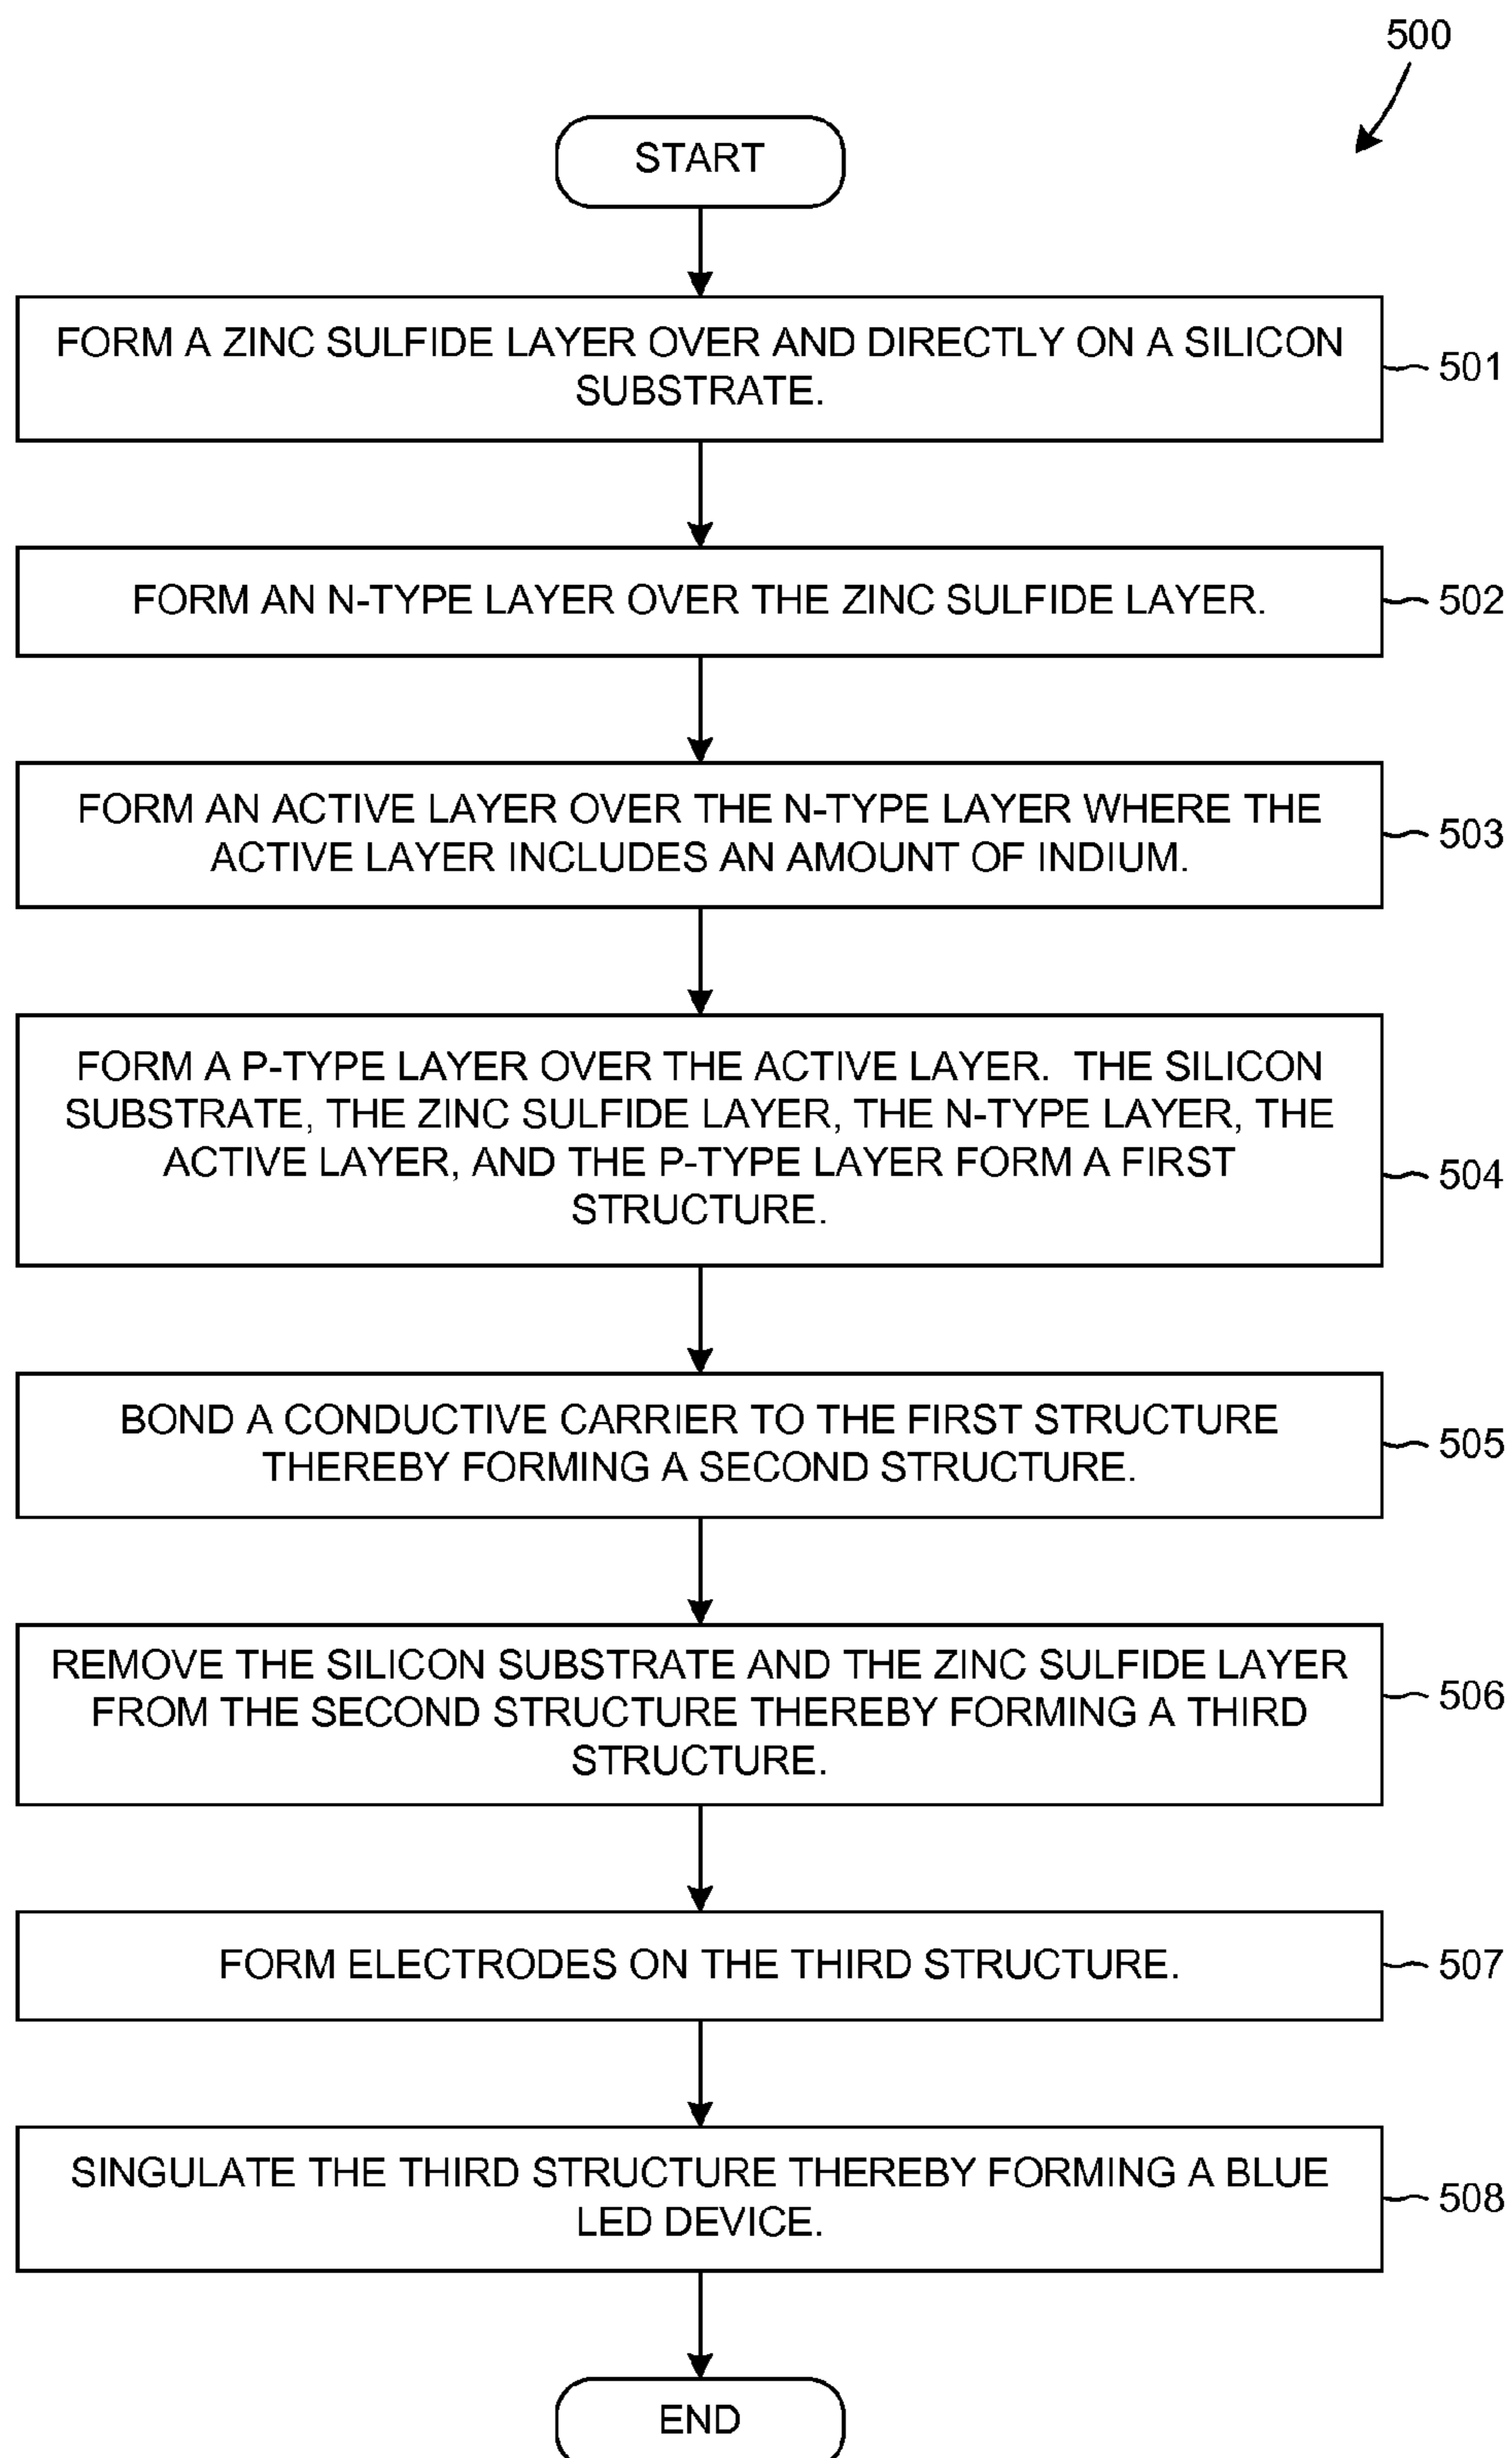 500
START
FORM A ZINC SULFIDE LAYER OVER AND DIRECTLY ON A SILICON
SUBSTRATE.
501
FORM AN N-TYPE LAYER OVER THE ZINC SULFIDE LAYER.
502
FORM AN ACTIVE LAYER OVER THE N-TYPE LAYER WHERE THE
ACTIVE LAYER INCLUDES AN AMOUNT OF INDIUM.
503
FORM A P-TYPE LAYER OVER THE ACTIVE LAYER. THE SILICON
SUBSTRATE, THE ZINC SULFIDE LAYER, THE N-TYPE LAYER, THE
ACTIVE LAYER, AND THE P-TYPE LAYER FORM A FIRST
STRUCTURE.
504
BOND A CONDUCTIVE CARRIER TO THE FIRST STRUCTURE
THEREBY FORMING A SECOND STRUCTURE.
505
REMOVE THE SILICON SUBSTRATE AND THE ZINC SULFIDE LAYER
FROM THE SECOND STRUCTURE THEREBY FORMING A THIRD
STRUCTURE.
506
FORM ELECTRODES ON THE THIRD STRUCTURE.
507
SINGULATE THE THIRD STRUCTURE THEREBY FORMING A BLUE
LED DEVICE.
508
END